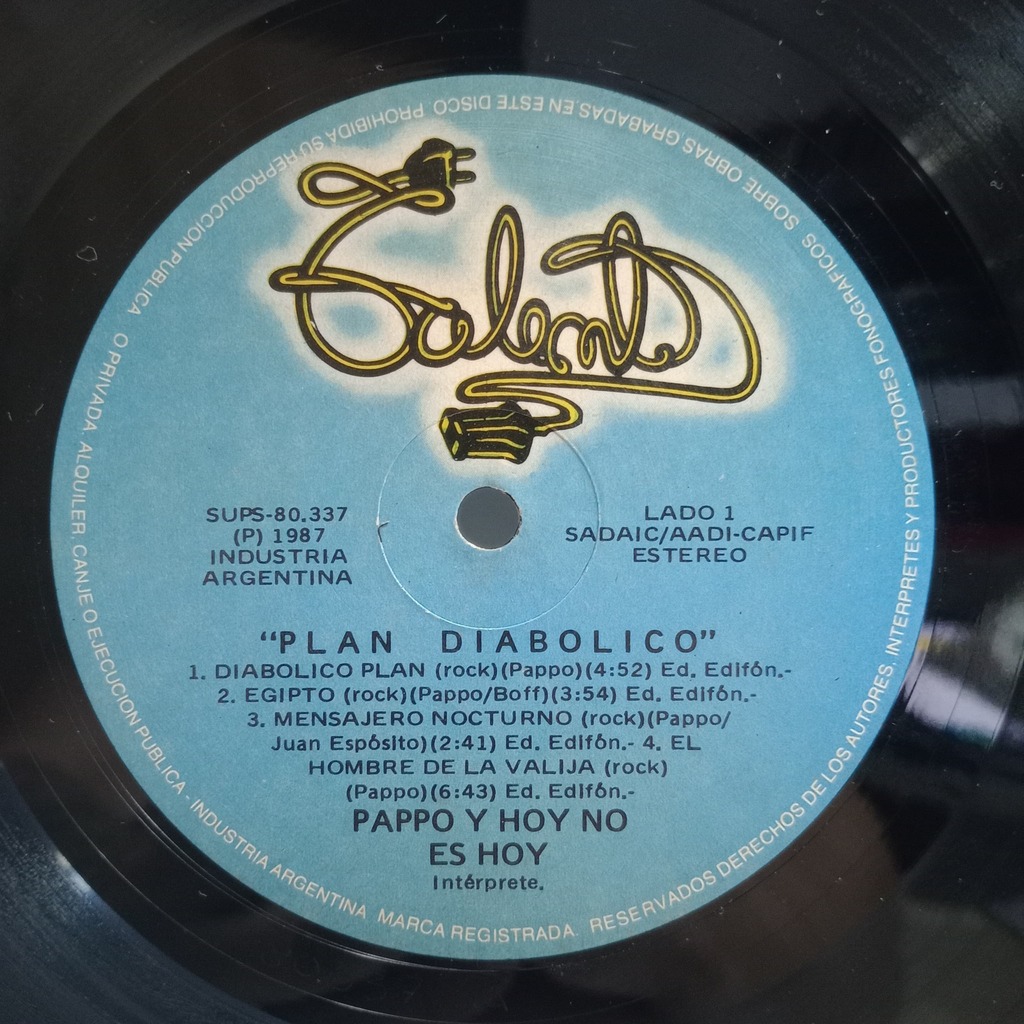 Talent
SUPS-80.337
(P) 1987
INDUSTRIA
ARGENTINA
LADO 1
SADAIC/AADI-CAPIF
ESTEREO
“PLAN DIABOLICO”
1. DIABOLICO PLAN (rock)(Pappo)(4:52) Ed. Edifón.-
2. EGIPTO (rock)(Pappo/Boff)(3:54) Ed. Edifón.-
3. MENSAJERO NOCTURNO (rock)(Pappo/
Juan Espósito)(2:41) Ed. Edifón.- 4. EL
HOMBRE DE LA VALIJA (rock)
(Pappo)(6:43) Ed. Edifón.-
PAPPO Y HOY NO
ES HOY
Intérprete.
RESERVADOS DERECHOS DE LOS AUTORES, INTERPRETES Y PRODUCTORES FONOGRAFICOS SOBRE OBRAS GRABADAS EN ESTE DISCO. PROHIBIDA SU REPRODUCCION PUBLICA O PRIVADA, ALQUILER, CANJE O EJECUCION PUBLICA - INDUSTRIA ARGENTINA MARCA REGISTRADA.